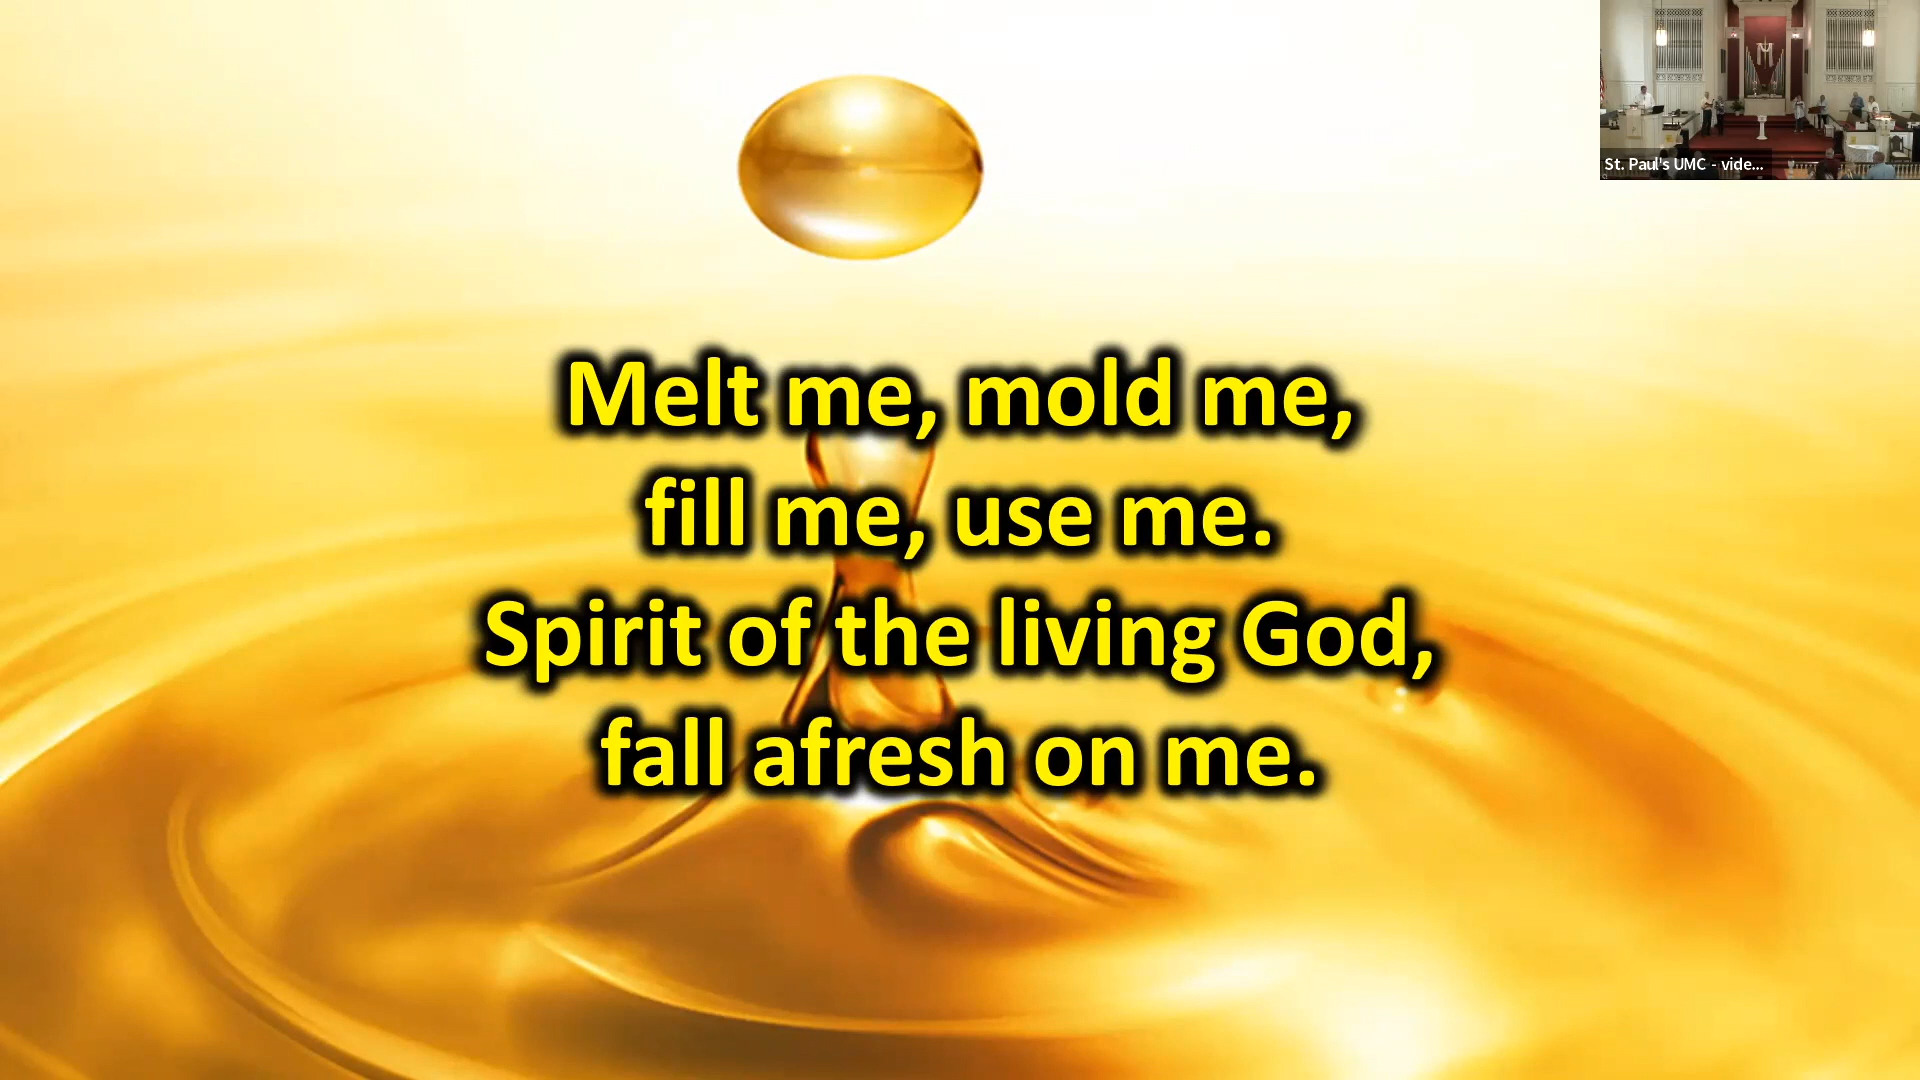 Melt me, mold me,
fill me, use me.
Spirit of the living God,
fall afresh on me.
St. Paul's UMC - vide...